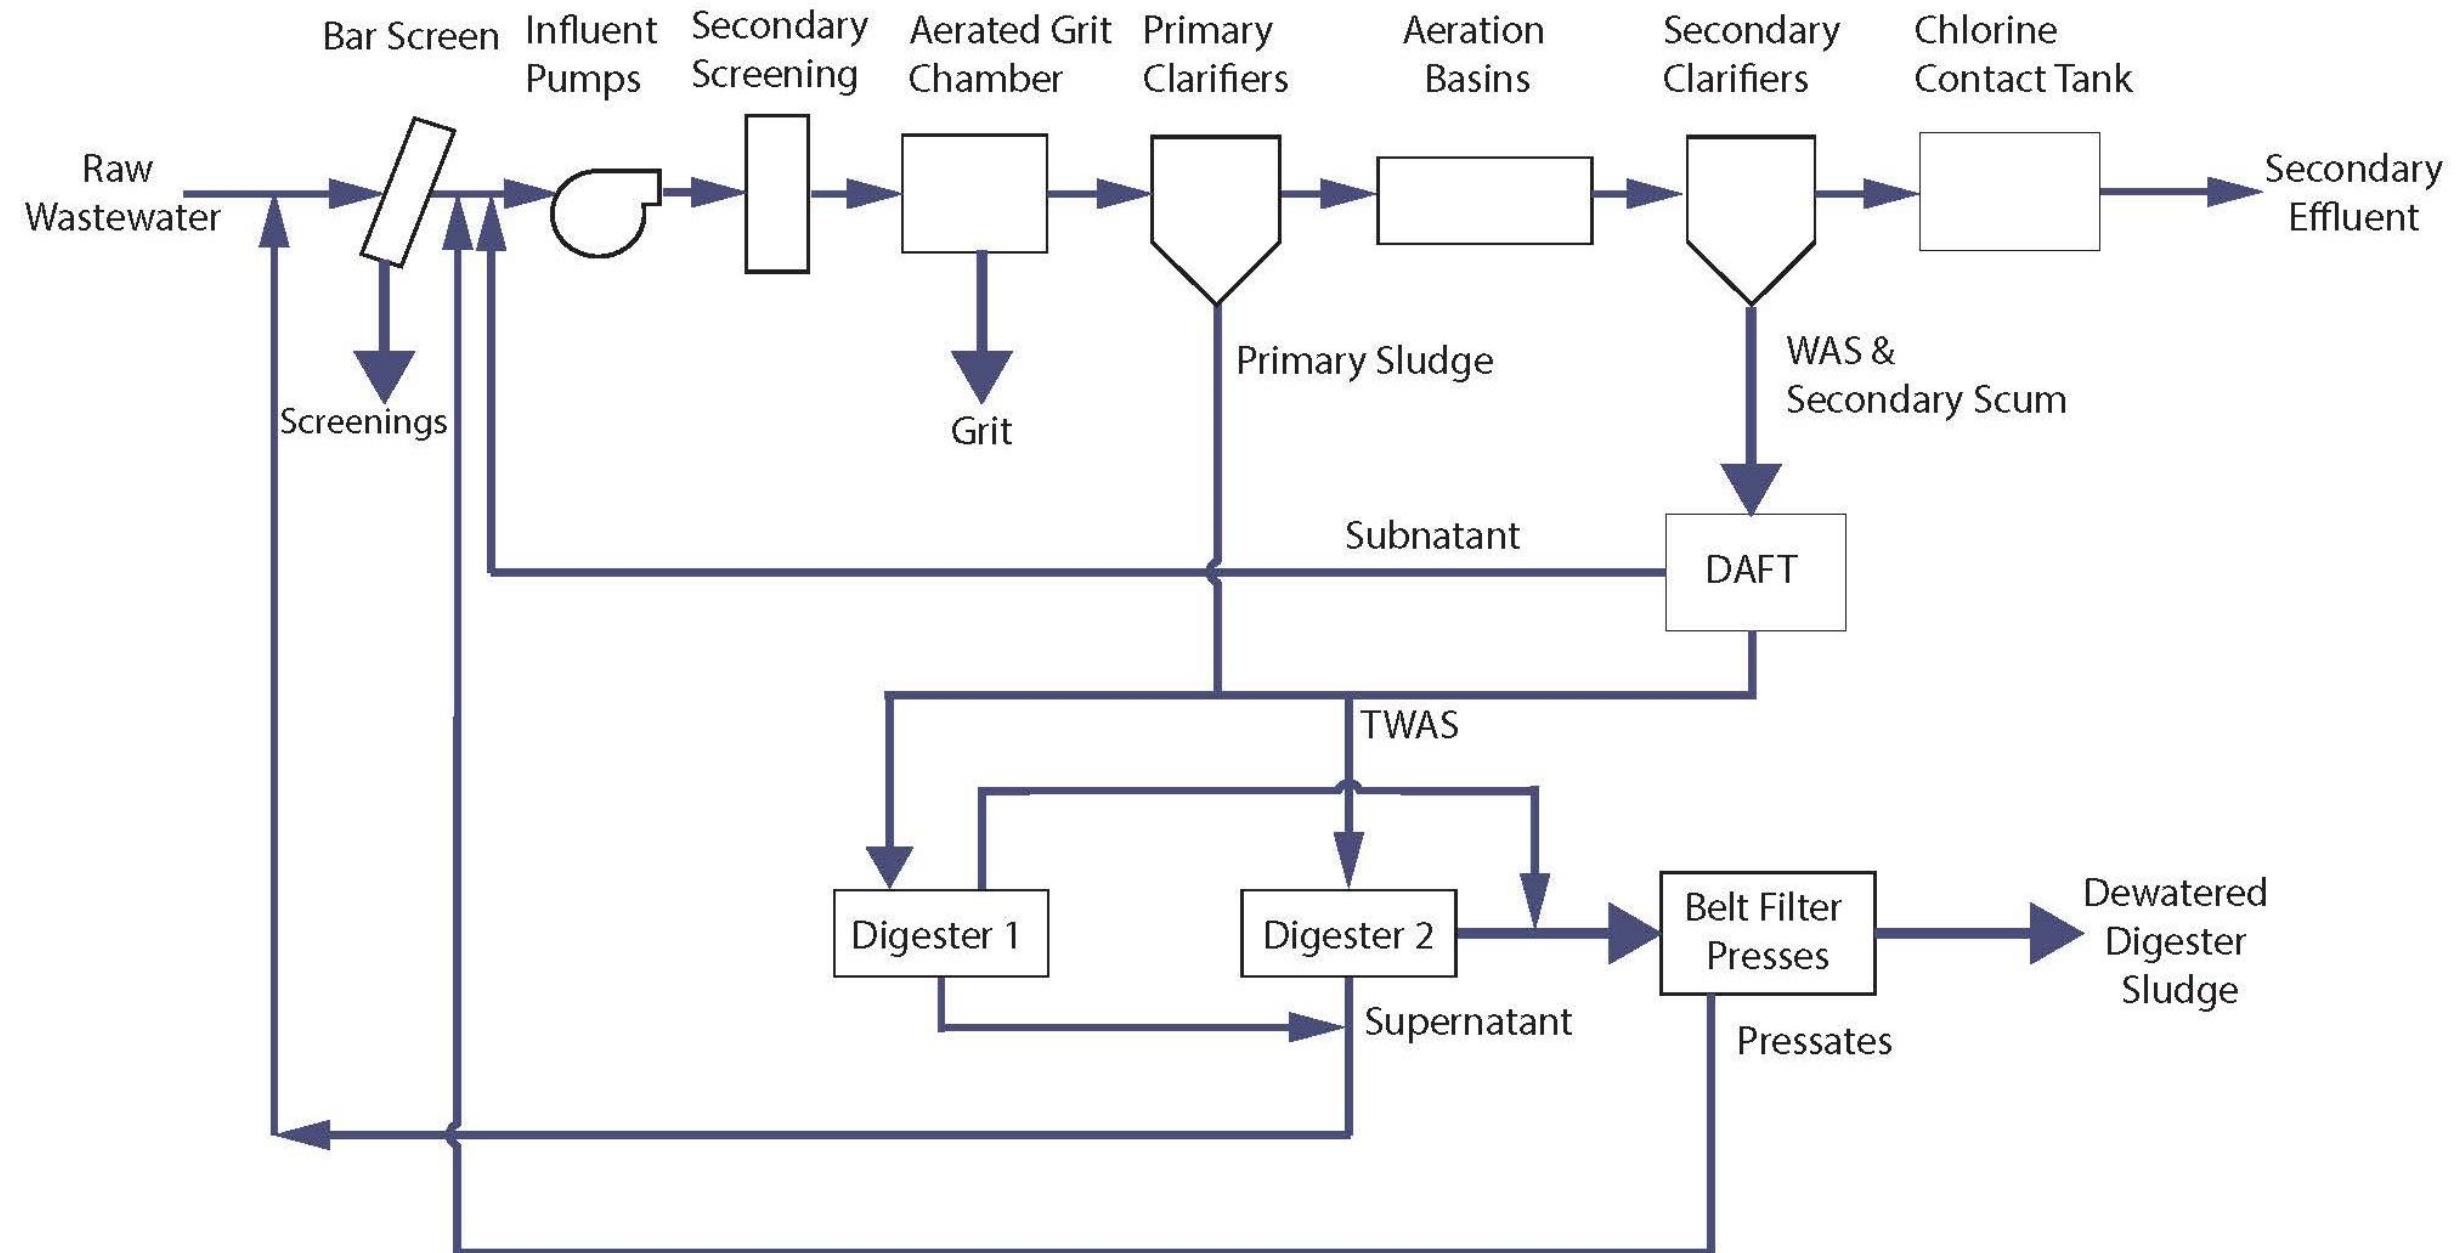 Bar Screen
Influent
Pumps
Secondary
Screening
Aerated Grit
Chamber
Primary
Clarifiers
Aeration
Basins
Secondary
Clarifiers
Chlorine
Contact Tank
Raw
Wastewater
Secondary
Effluent
Screenings
Grit
Primary Sludge
WAS &
Secondary Scum
Subnatant
DAFT
TWAS
Digester 1
Digester 2
Belt Filter
Presses
Dewatered
Digester
Sludge
Supernatant
Pressates